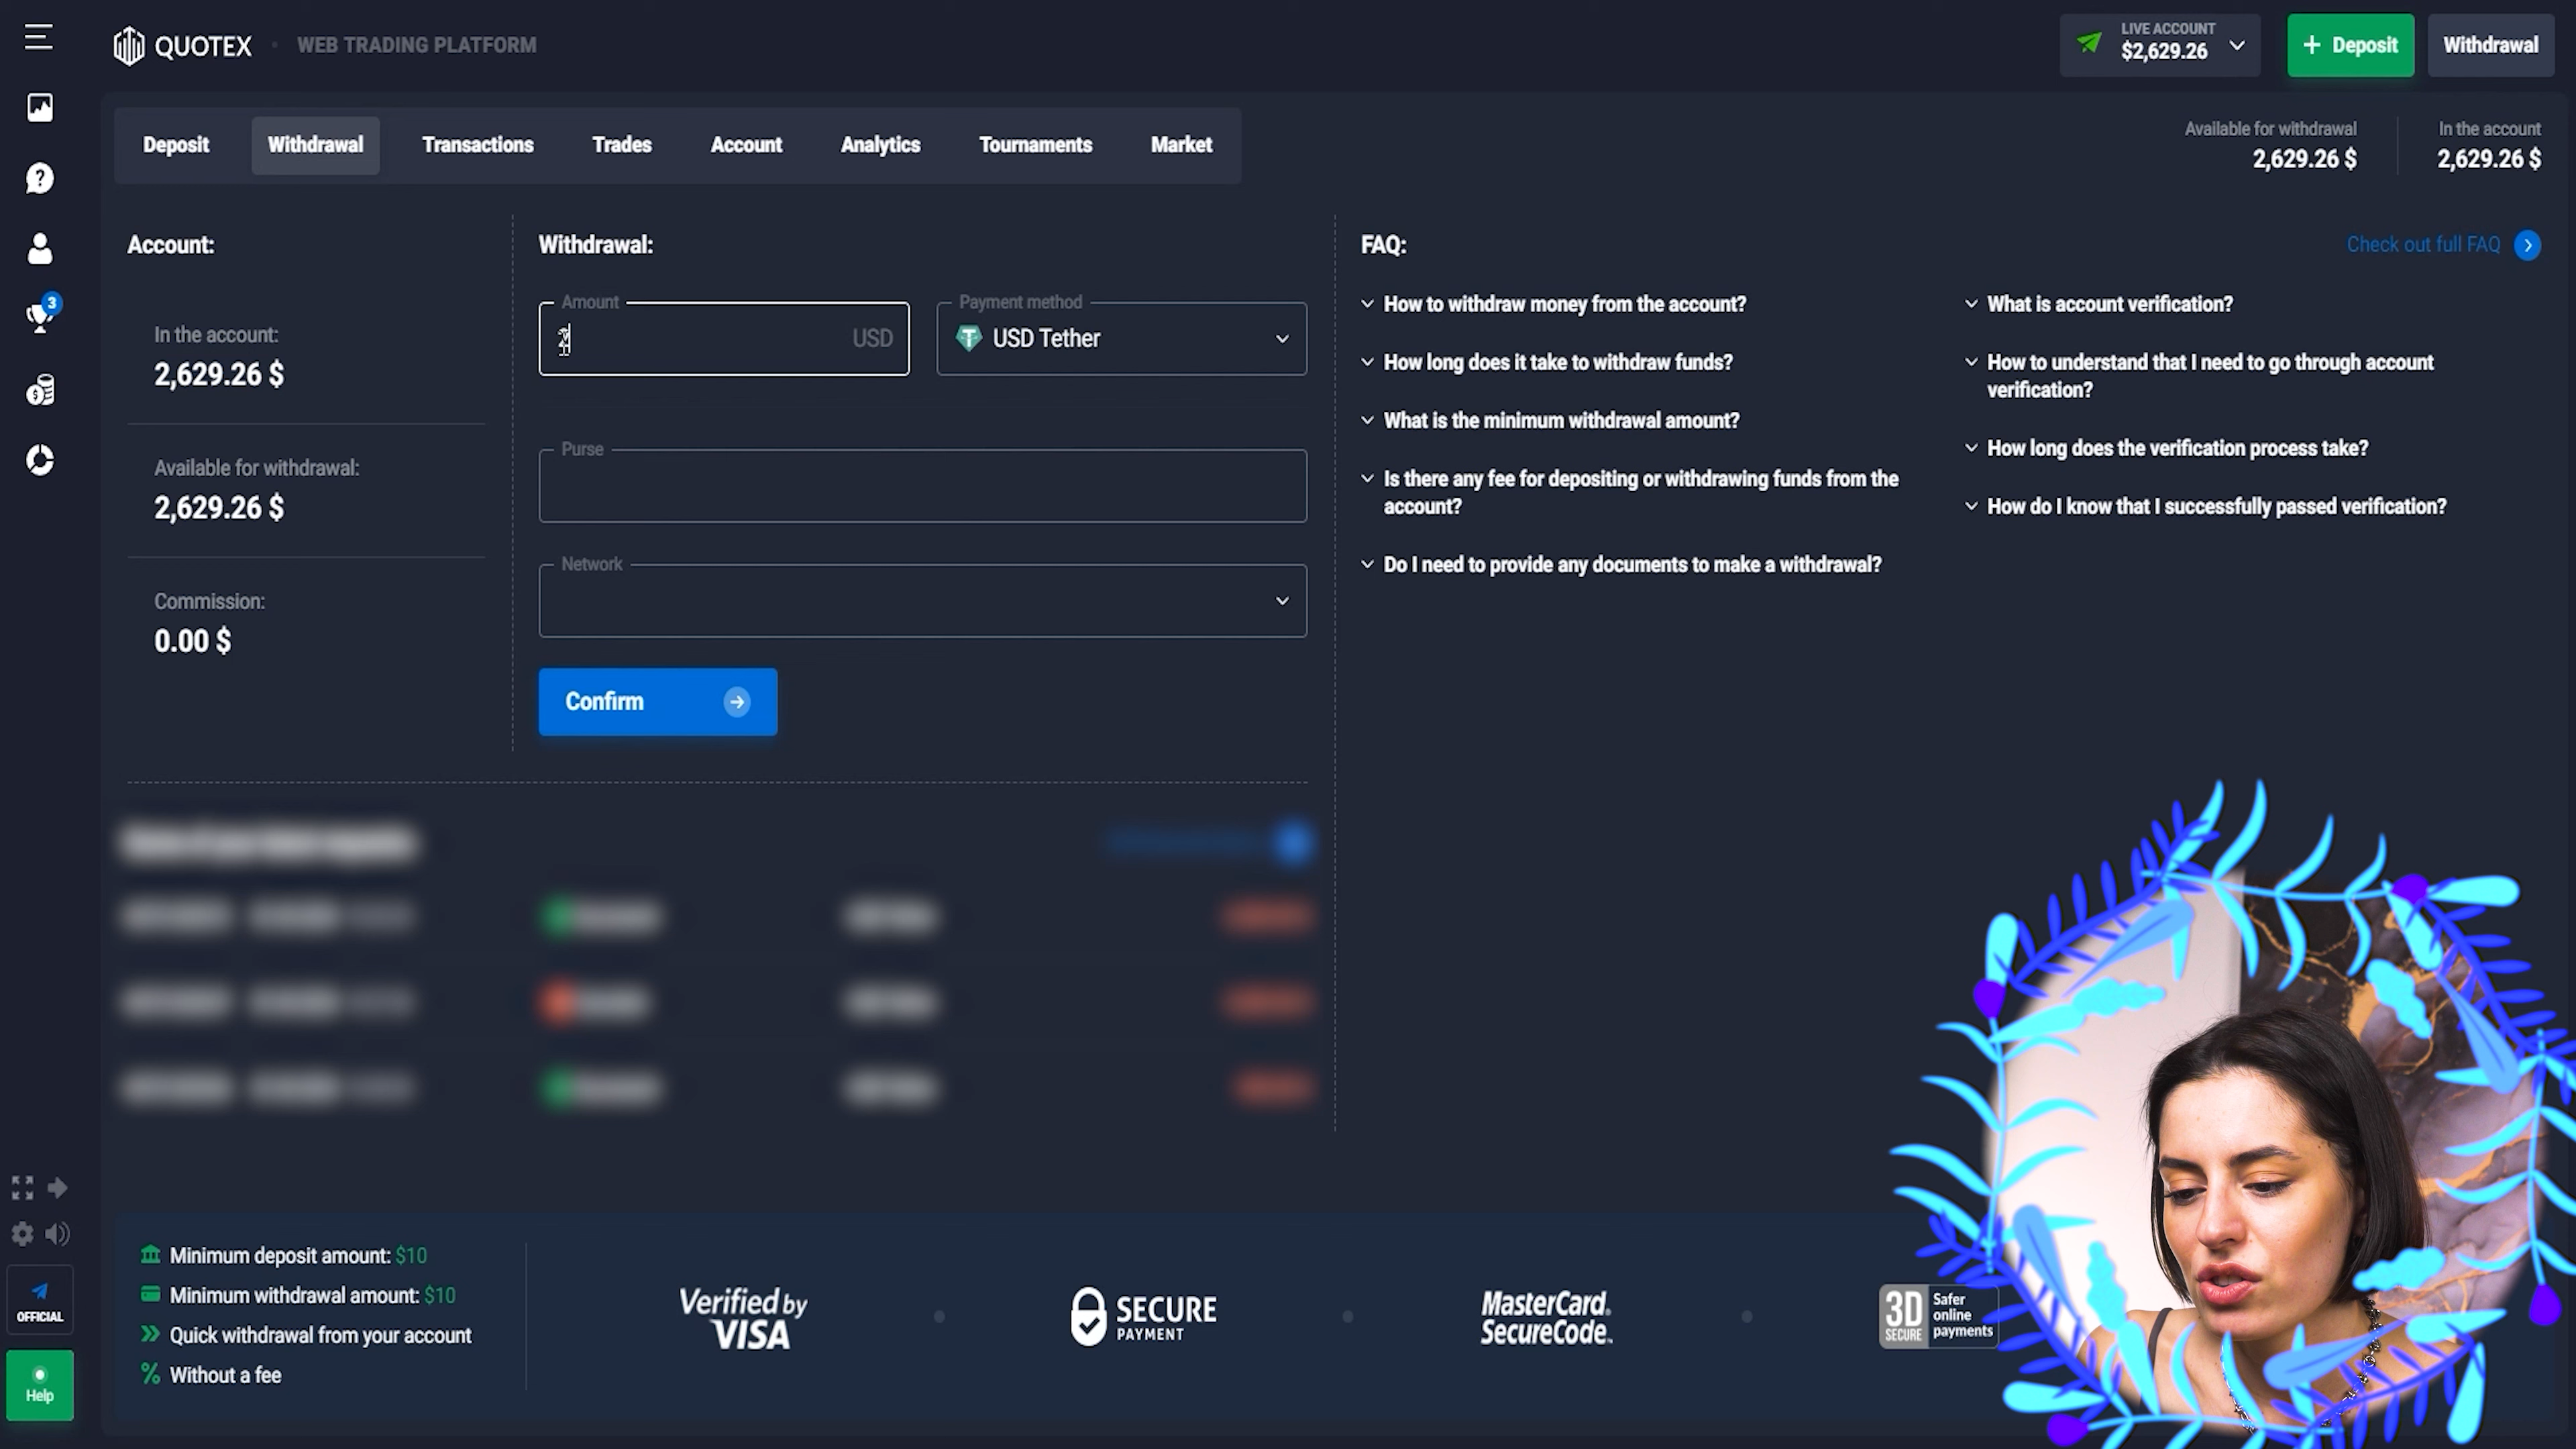 QUOTEX
WEB TRADING PLATFORM
LIVE ACCOUNT
$2,629.26
+ Deposit
Withdrawal
Deposit
Withdrawal
Transactions
Trades
Account
Analytics
Tournaments
Market
Available for withdrawal
2,629.26 $
In the account
2,629.26 $
3
Account:
In the account:
2,629.26 $
Available for withdrawal:
2,629.26 $
Commission:
0.00 $
Withdrawal:
Amount
USD
Payment method
USD Tether
Purse
Network
Confirm
FAQ:
Check out full FAQ
How to withdraw money from the account?
How long does it take to withdraw funds?
What is the minimum withdrawal amount?
Is there any fee for depositing or withdrawing funds from the
account?
Do I need to provide any documents to make a withdrawal?
What is account verification?
How to understand that I need to go through account
verification?
How long does the verification process take?
How do I know that I successfully passed verification?
OFFICIAL
Help
Minimum deposit amount: $10
Minimum withdrawal amount: $10
Quick withdrawal from your account
Without a fee
Verified by
VISA
SECURE
PAYMENT
MasterCard.
SecureCode.
3D
SECURE
Safer
online
payments